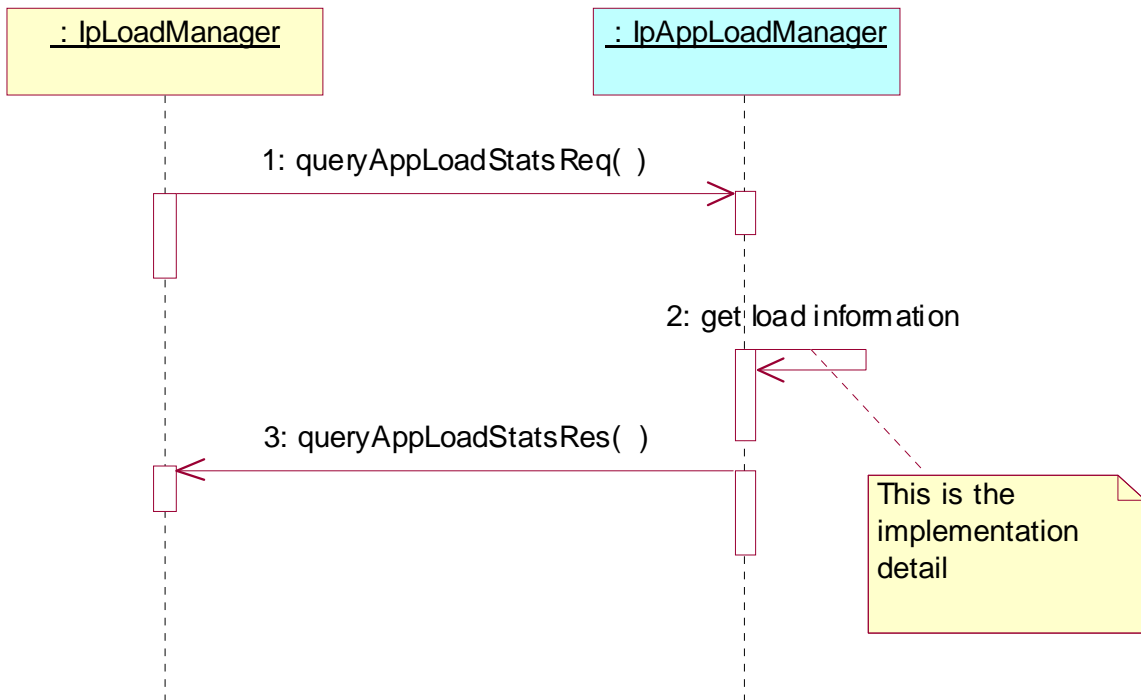 : IpLoadManager
: IpAppLoadManager
1: queryAppLoadStatsReq( )
2: get load information
3: queryAppLoadStatsRes( )
This is the
implementation
detail